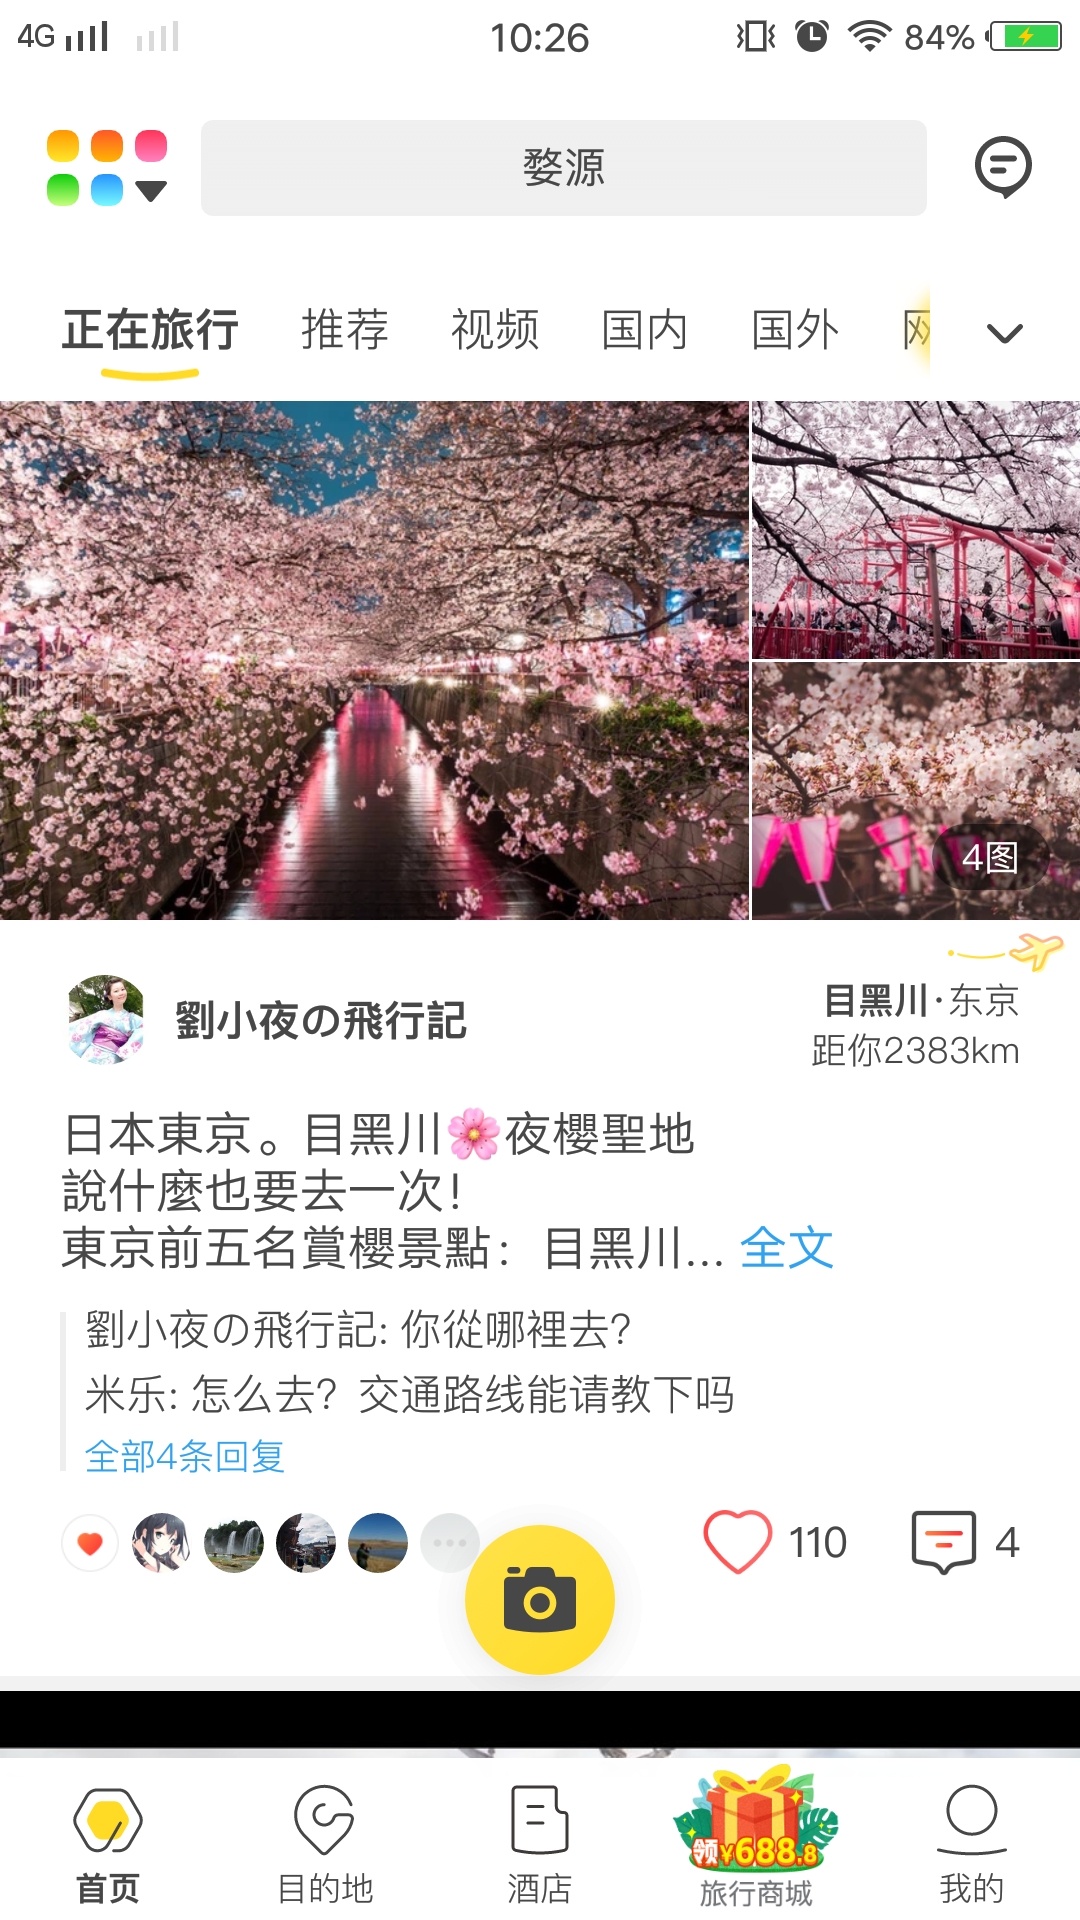 4G
10:26
84%
婺源
正在旅行
推荐
视频
国内
国外
网
4图
劉小夜の飛行記
目黑川·东京
距你2383km
日本東京。目黑川🌸夜櫻聖地
說什麼也要去一次！
東京前五名賞櫻景點：目黑川... 全文
劉小夜の飛行記: 你從哪裡去？
米乐: 怎么去？交通路线能请教下吗
全部4条回复
110
4
领¥688.8
首页
目的地
酒店
旅行商城
我的